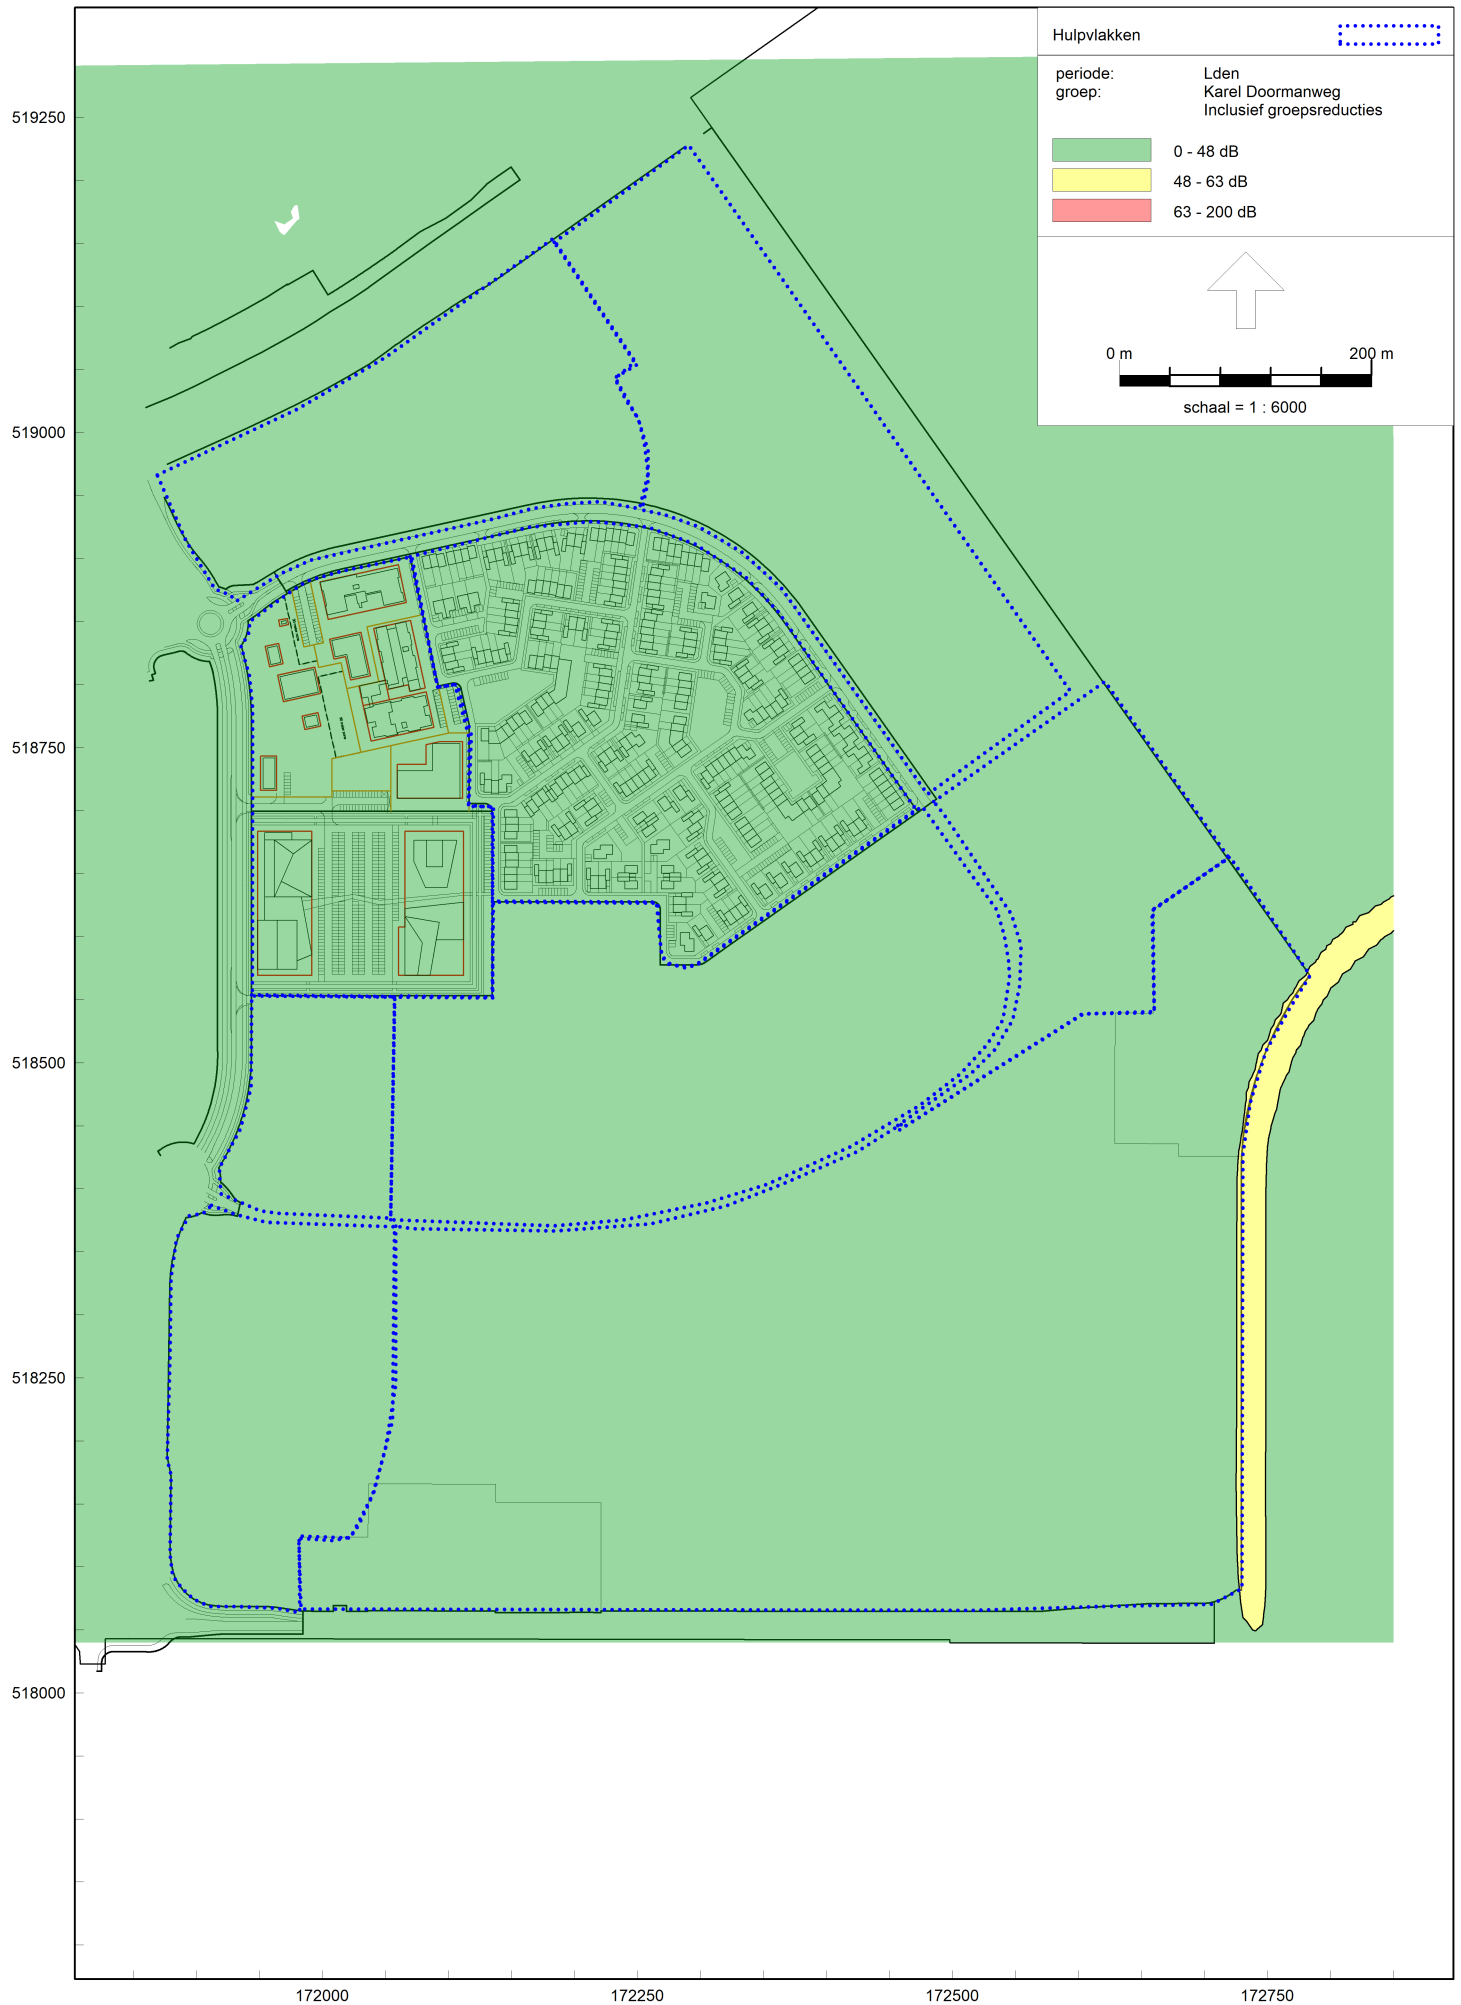 Hulpvlakken
periode: Lden
groep: Karel Doormanweg
Inclusief groepsreducties
0 - 48 dB
48 - 63 dB
63 - 200 dB
0 m 200 m
schaal = 1 : 6000
519250
519000
518750
518500
518250
518000
172000 172250 172500 172750